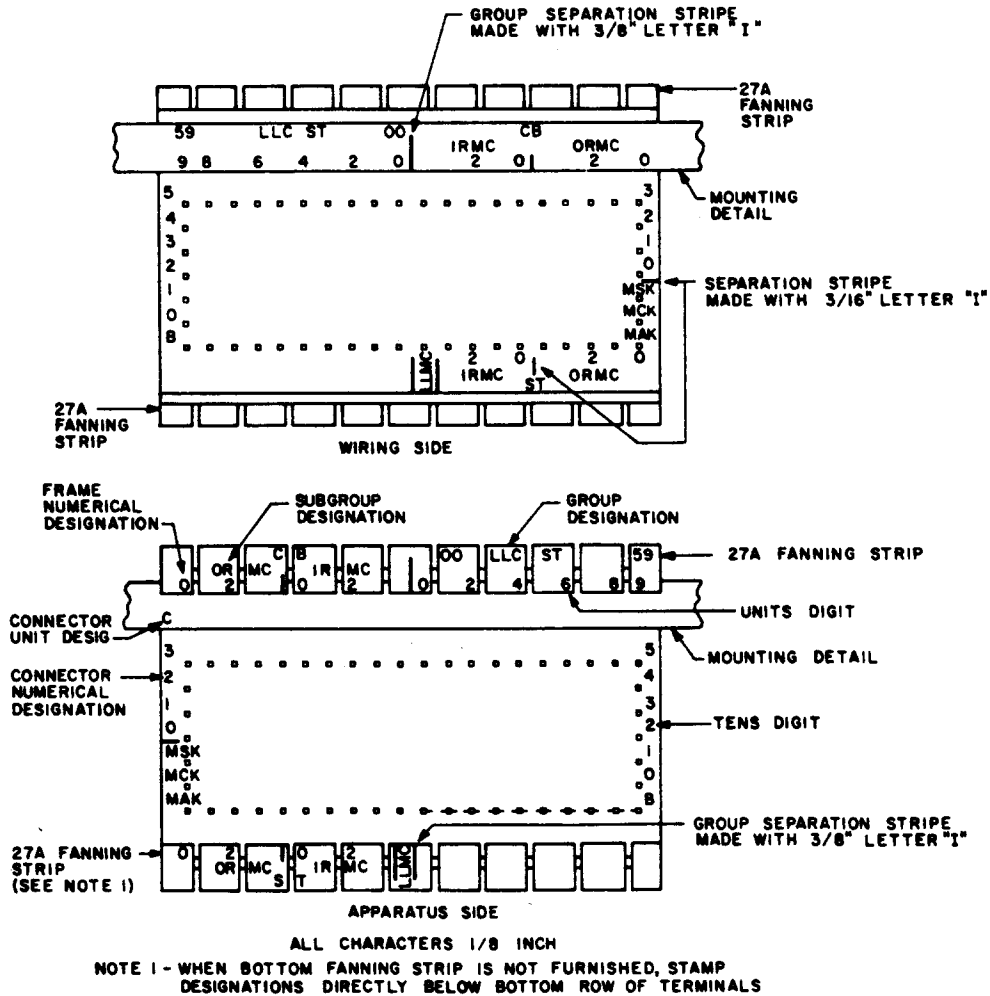 GROUP SEPARATION STRIPE
MADE WITH 3/8" LETTER "I"
27A
FANNING
STRIP
59 LLC ST 00 CB
IRMC ORMC
9 8 6 4 2 0 2 0 2 0
MOUNTING
DETAIL
5 3
4 2
3 1
2 0
1 MSK
0 MCK
B MAK
SEPARATION STRIPE
MADE WITH 3/16" LETTER "I"
2 0 2 0
LLMC IRMC ST ORMC
27A
FANNING
STRIP
WIRING SIDE
FRAME
NUMERICAL
DESIGNATION
SUBGROUP
DESIGNATION
GROUP
DESIGNATION
C B 00 LLC ST 59
OR MC IR MC
0 2 0 2 0 2 4 6 8 9
27A FANNING STRIP
UNITS DIGIT
C
CONNECTOR
UNIT DESIG
MOUNTING DETAIL
3 5
2 4
1 3
0 2
MSK 1
MCK 0
MAK B
CONNECTOR
NUMERICAL
DESIGNATION
TENS DIGIT
GROUP SEPARATION STRIPE
MADE WITH 3/8" LETTER "I"
27A FANNING
STRIP
(SEE NOTE 1)
0 2 0 2
OR MC IR MC LLMC
S T
APPARATUS SIDE
ALL CHARACTERS 1/8 INCH
NOTE 1 - WHEN BOTTOM FANNING STRIP IS NOT FURNISHED, STAMP
DESIGNATIONS DIRECTLY BELOW BOTTOM ROW OF TERMINALS